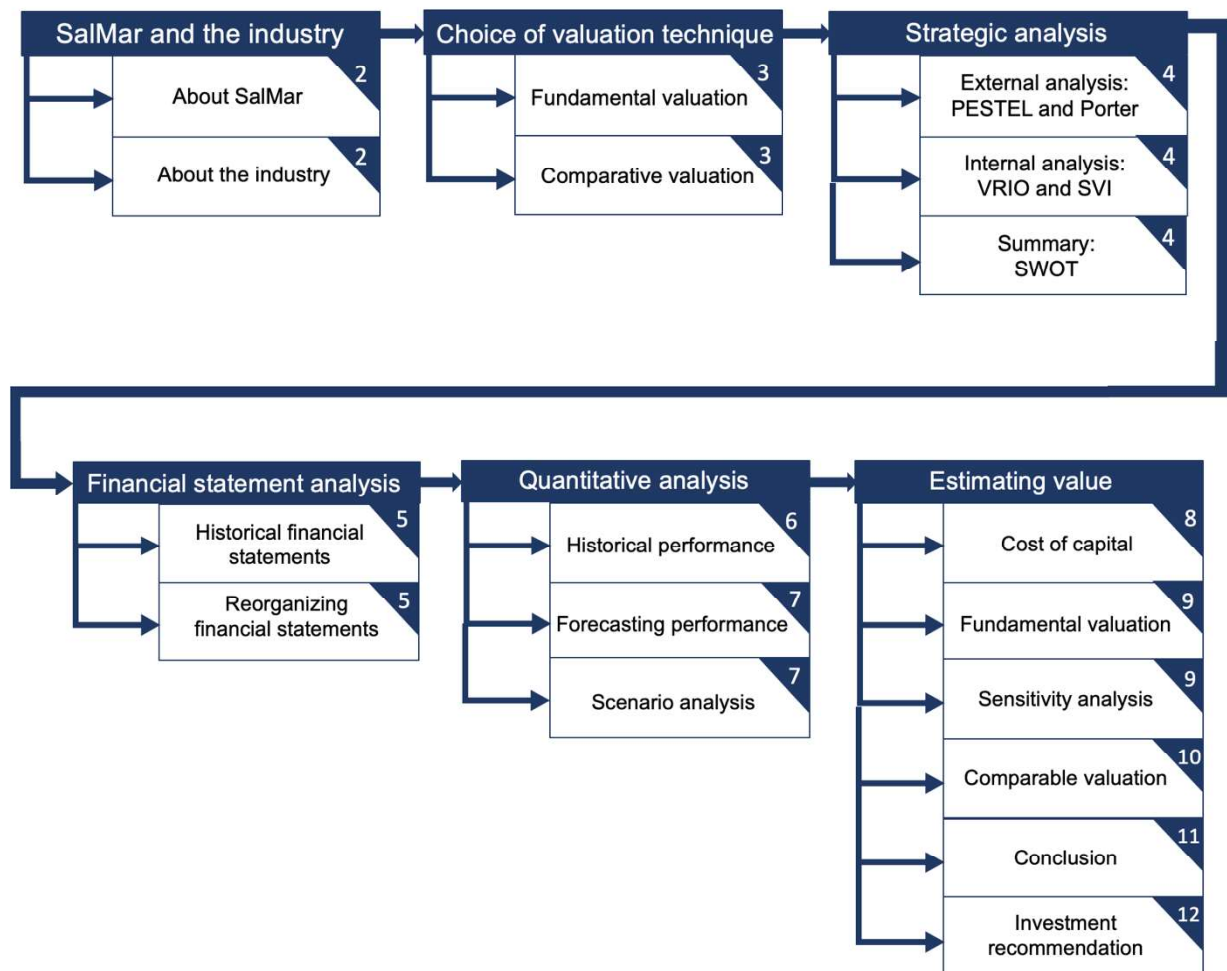 SalMar and the industry
2
About SalMar
2
About the industry
Choice of valuation technique
3
Fundamental valuation
3
Comparative valuation
Strategic analysis
4
External analysis:
PESTEL and Porter
4
Internal analysis:
VRIO and SVI
4
Summary:
SWOT
Financial statement analysis
5
Historical financial
statements
5
Reorganizing
financial statements
Quantitative analysis
6
Historical performance
7
Forecasting performance
7
Scenario analysis
Estimating value
8
Cost of capital
9
Fundamental valuation
9
Sensitivity analysis
10
Comparable valuation
11
Conclusion
12
Investment
recommendation